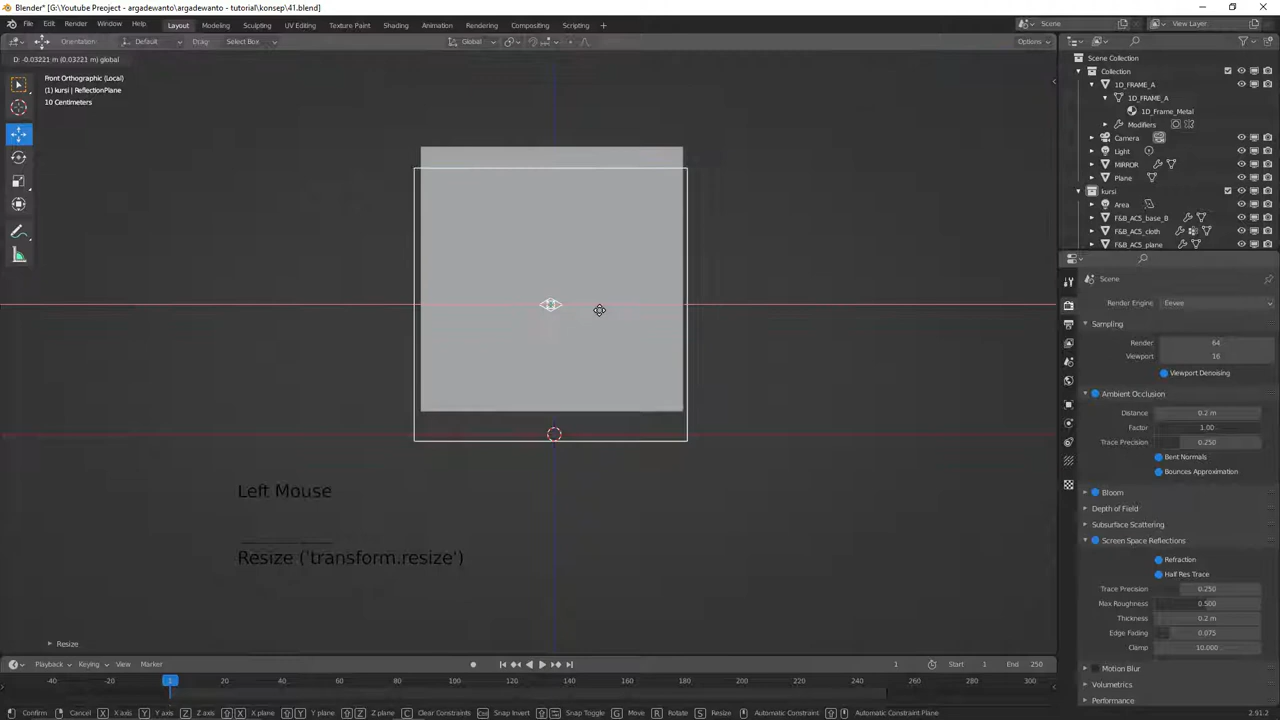 Blender* [G:\Youtube Preoject - argadewanto\argadewanto - tutorial\konsep\41.blend]
File Edit Render Window Help Layout Modeling Sculpting UV Editing Texture Paint Shading Animation Rendering Compositing Scripting Scene View Layer
Orientation: Default Drag: Select Box Global Options
D: -0.03221 m (0.03221 m) global
Front Orthographic (Local)
(1) kursi | ReflectionPlane
10 Centimeters
Left Mouse
Resize ('transform.resize')
Resize
Scene Collection
Collection
1D_FRAME_A
1D_FRAME_A
1D_Frame_Metal
Modifiers
Camera
Light
MIRROR
Plane
kursi
Area
F&B_AC5_base_B
F&B_AC5_cloth
F&B_AC5_plane
Scene
Render Engine Eevee
Sampling
Render 64
Viewport 16
Viewport Denoising
Ambient Occlusion
Distance 0.2 m
Factor 1.00
Trace Precision 0.250
Bent Normals
Bounces Approximation
Bloom
Depth of Field
Subsurface Scattering
Screen Space Reflections
Refraction
Half Res Trace
Trace Precision 0.250
Max Roughness 0.500
Thickness 0.2 m
Edge Fading 0.075
Clamp 10.000
Motion Blur
Volumetrics
Performance
Playback Keying View Marker 1 Start 1 End 250
-40 -20 1 20 40 60 80 100 120 140 160 180 200 220 240 260 280 300
Confirm Cancel X X axis Y Y axis Z Z axis X X plane Y Y plane Z Z plane C Clear Constraints Snap Invert Snap Toggle G Move R Rotate S Resize Automatic Constraint Automatic Constraint Plane 2.91.2